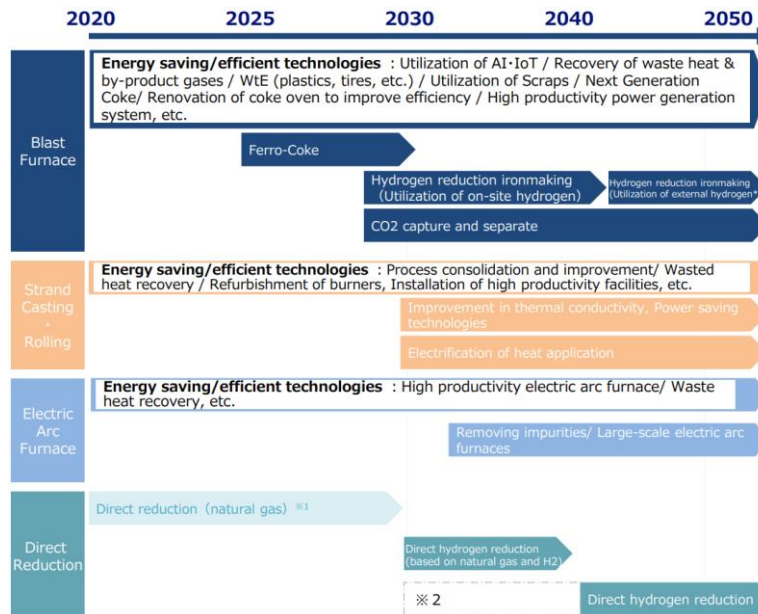 2020 2025 2030 2040 2050
Energy saving/efficient technologies : Utilization of AI･IoT / Recovery of waste heat &
by-product gases / WtE (plastics, tires, etc.) / Utilization of Scraps / Next Generation
Coke/ Renovation of coke oven to improve efficiency / High productivity power generation
system, etc.
Blast
Furnace
Ferro-Coke
Hydrogen reduction ironmaking
（Utilization of on-site hydrogen）
Hydrogen reduction ironmaking
(Utilization of external hydrogen*
CO2 capture and separate
Strand
Casting
・
Rolling
Energy saving/efficient technologies : Process consolidation and improvement/ Wasted
heat recovery / Refurbishment of burners, Installation of high productivity facilities, etc.
Improvement in thermal conductivity, Power saving
technologies
Electrification of heat application
Electric
Arc
Furnace
Energy saving/efficient technologies : High productivity electric arc furnace/ Waste
heat recovery, etc.
Removing impurities/ Large-scale electric arc
furnaces
Direct
Reduction
Direct reduction（natural gas）※1
Direct hydrogen reduction
(based on natural gas and H2)
※ 2
Direct hydrogen reduction